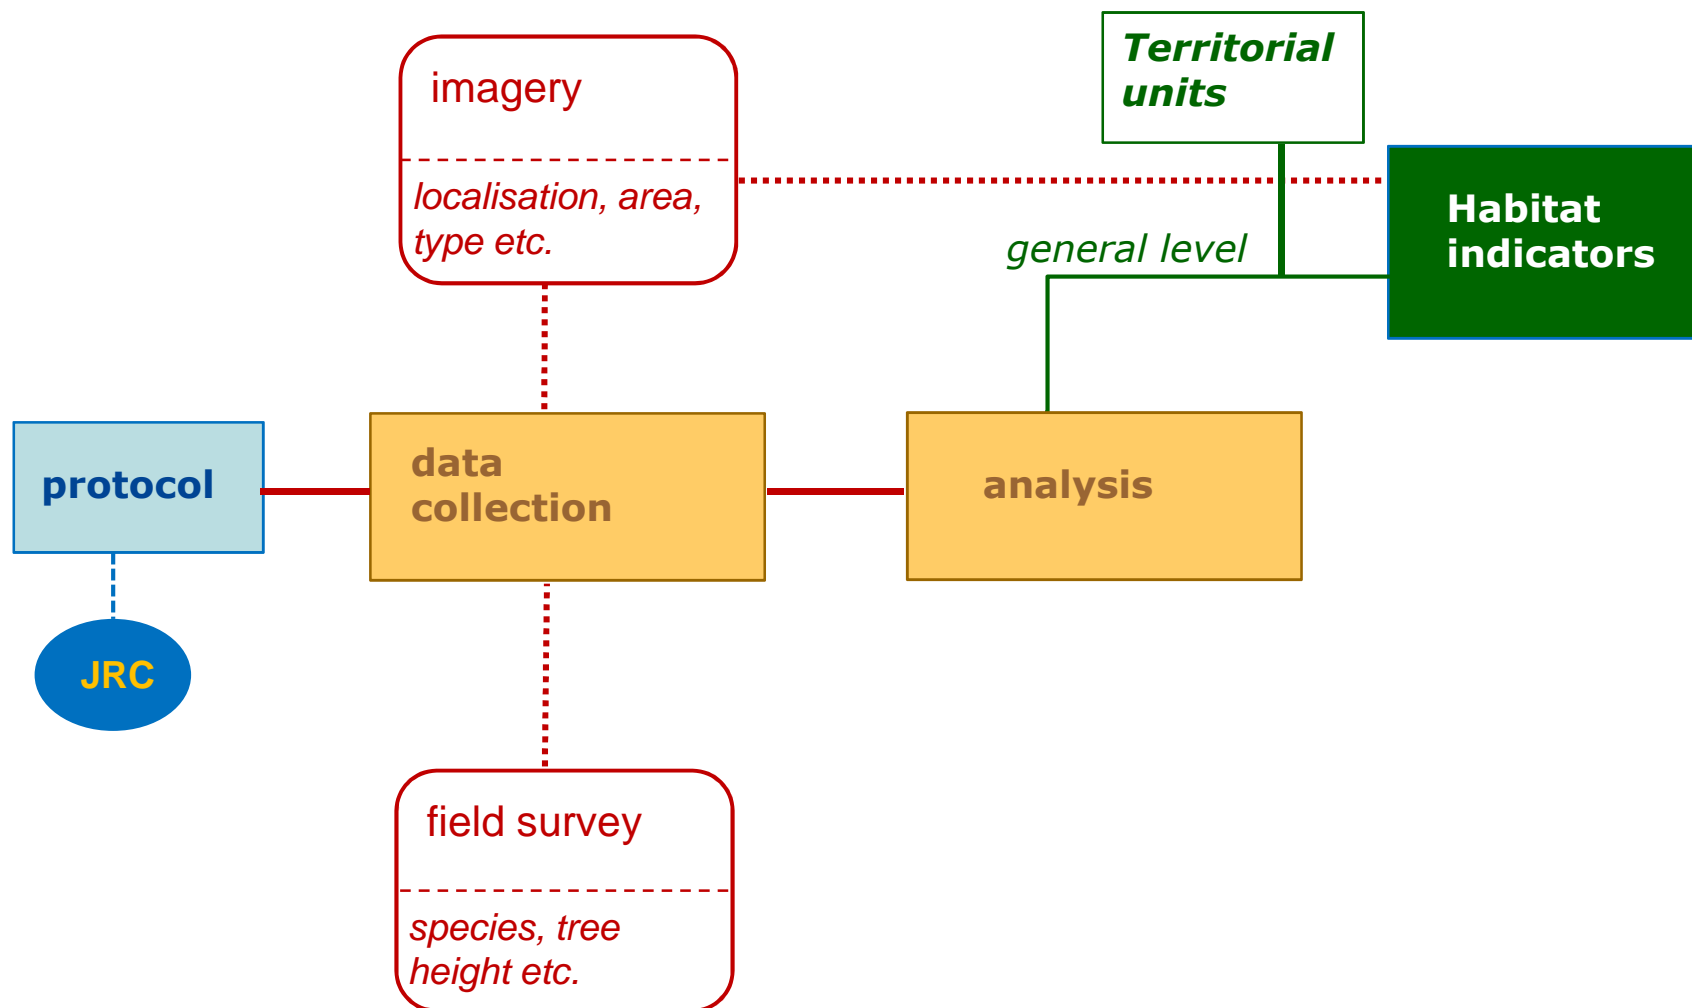 imagery
localisation, area,
type etc.
Territorial
units
Habitat
indicators
general level
protocol
data
collection
analysis
JRC
field survey
species, tree
height etc.